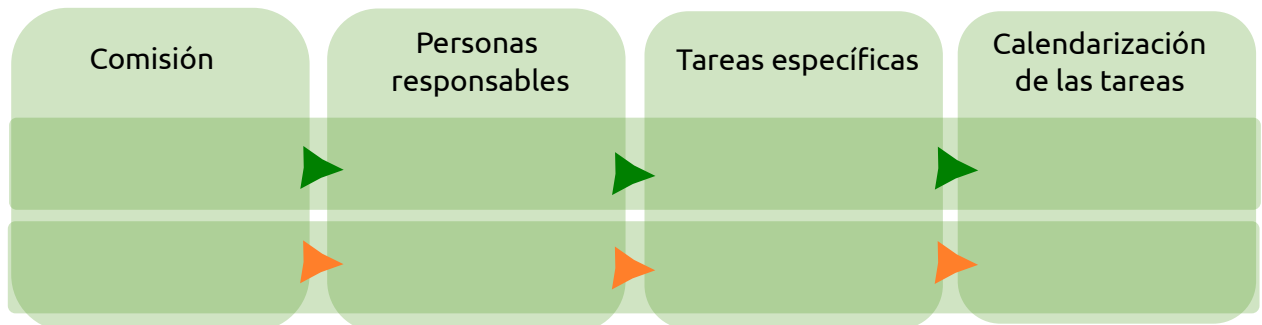 Comisión
Personas
responsables
Tareas específicas
Calendarización
de las tareas